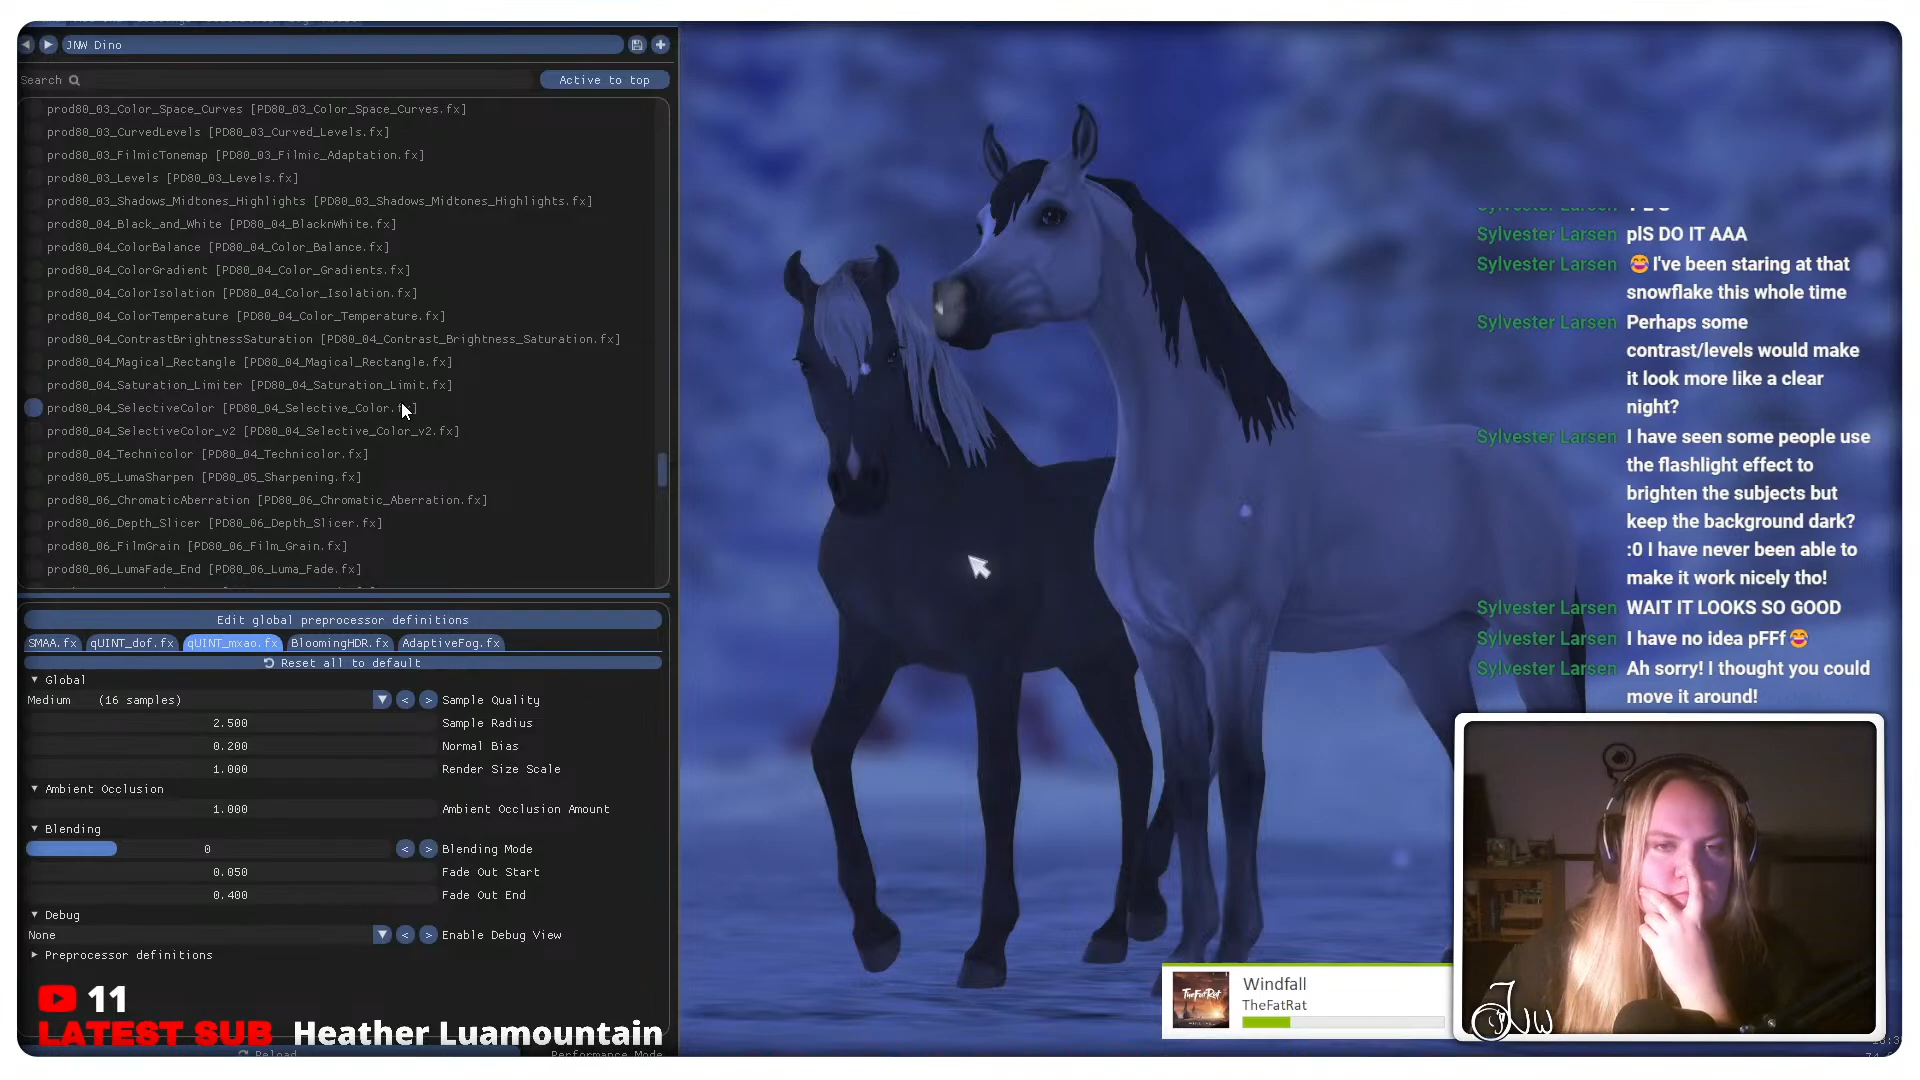 JNW Dino
Search
Active to top
prod80_03_Color_Space_Curves [PD80_03_Color_Space_Curves.fx]
prod80_03_CurvedLevels [PD80_03_Curved_Levels.fx]
prod80_03_FilmicTonemap [PD80_03_Filmic_Adaptation.fx]
prod80_03_Levels [PD80_03_Levels.fx]
prod80_03_Shadows_Midtones_Highlights [PD80_03_Shadows_Midtones_Highlights.fx]
prod80_04_Black_and_White [PD80_04_BlacknWhite.fx]
prod80_04_ColorBalance [PD80_04_Color_Balance.fx]
prod80_04_ColorGradient [PD80_04_Color_Gradients.fx]
prod80_04_ColorIsolation [PD80_04_Color_Isolation.fx]
prod80_04_ColorTemperature [PD80_04_Color_Temperature.fx]
prod80_04_ContrastBrightnessSaturation [PD80_04_Contrast_Brightness_Saturation.fx]
prod80_04_Magical_Rectangle [PD80_04_Magical_Rectangle.fx]
prod80_04_Saturation_Limiter [PD80_04_Saturation_Limit.fx]
prod80_04_SelectiveColor [PD80_04_Selective_Color.fx]
prod80_04_SelectiveColor_v2 [PD80_04_Selective_Color_v2.fx]
prod80_04_Technicolor [PD80_04_Technicolor.fx]
prod80_05_LumaSharpen [PD80_05_Sharpening.fx]
prod80_06_ChromaticAberration [PD80_06_Chromatic_Aberration.fx]
prod80_06_Depth_Slicer [PD80_06_Depth_Slicer.fx]
prod80_06_FilmGrain [PD80_06_Film_Grain.fx]
prod80_06_LumaFade_End [PD80_06_Luma_Fade.fx]
Edit global preprocessor definitions
SMAA.fx qUINT_dof.fx qUINT_mxao.fx BloomingHDR.fx AdaptiveFog.fx
Reset all to default
Global
Medium (16 samples) < > Sample Quality
2.500 Sample Radius
0.200 Normal Bias
1.000 Render Size Scale
Ambient Occlusion
1.000 Ambient Occlusion Amount
Blending
0 < > Blending Mode
0.050 Fade Out Start
0.400 Fade Out End
Debug
None < > Enable Debug View
Preprocessor definitions
11
LATEST SUB Heather Luamountain
Reload Performance Mode
Sylvester Larsen
Sylvester Larsen plS DO IT AAA
Sylvester Larsen 😂I've been staring at that
snowflake this whole time
Sylvester Larsen Perhaps some
contrast/levels would make
it look more like a clear
night?
Sylvester Larsen I have seen some people use
the flashlight effect to
brighten the subjects but
keep the background dark?
:0 I have never been able to
make it work nicely tho!
Sylvester Larsen WAIT IT LOOKS SO GOOD
Sylvester Larsen I have no idea pFFf😂
Sylvester Larsen Ah sorry! I thought you could
move it around!
TheFatRat
Windfall
TheFatRat
Jnw